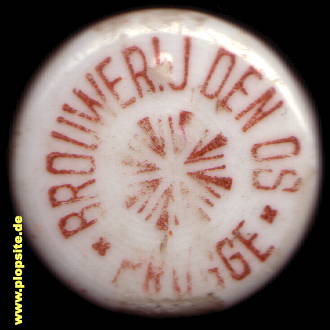 BROUWERIJ DEN OS
* BRUGGE *
www.plopsite.de